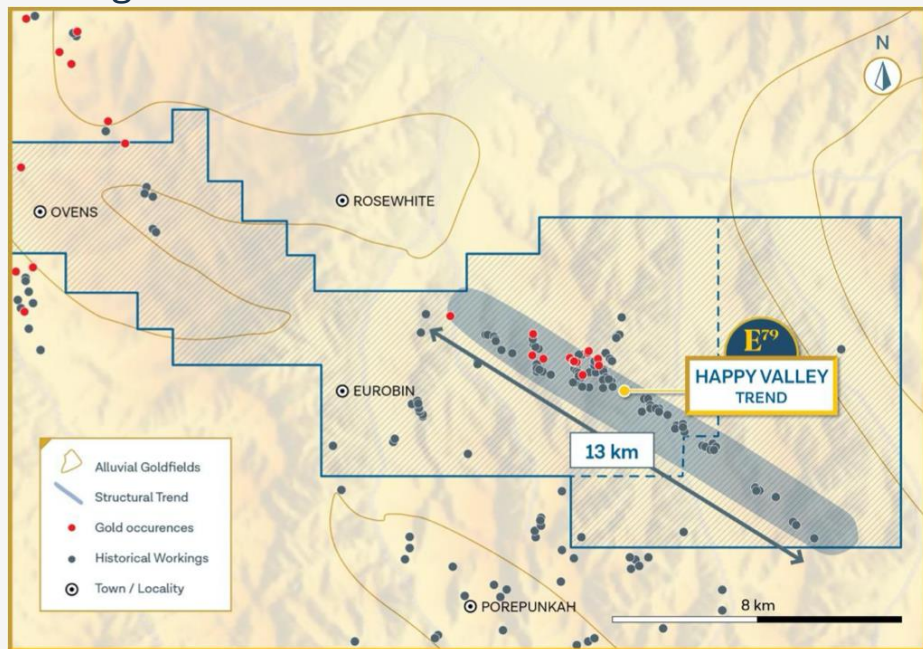 N
ROSEWHITE
OVENS
E79
HAPPY VALLEY
TREND
EUROBIN
13 km
Alluvial Goldfields
Structural Trend
Gold occurences
Historical Workings
Town / Locality
POREPUNKAH
8 km